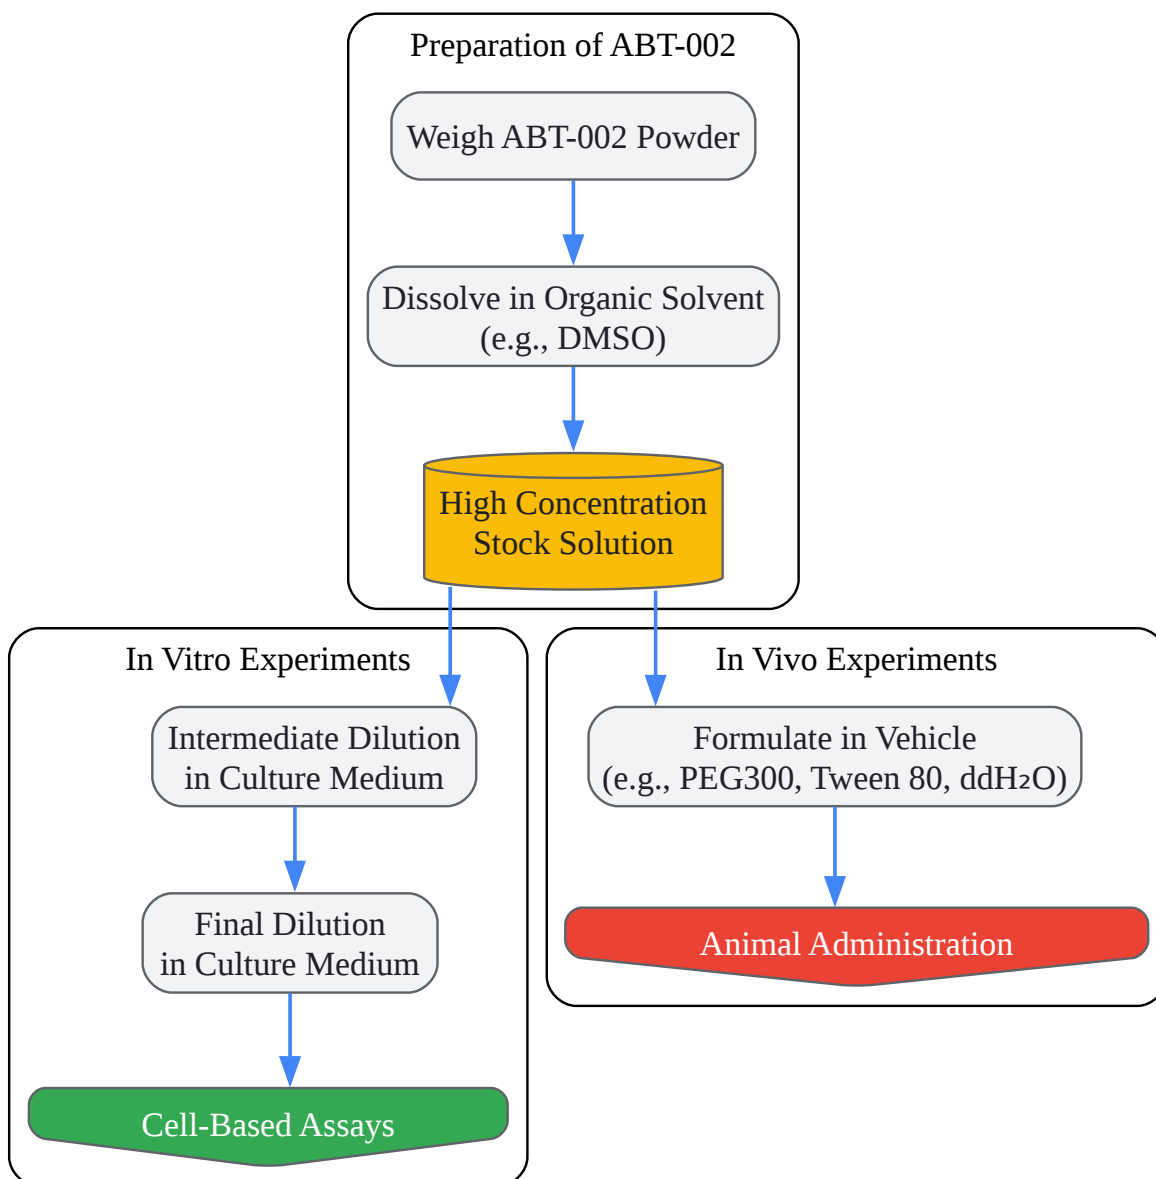 Preparation of ABT-002
Weigh ABT-002 Powder
Dissolve in Organic Solvent
(e.g., DMSO)
High Concentration
Stock Solution
In Vitro Experiments
Intermediate Dilution
in Culture Medium
Final Dilution
in Culture Medium
Cell-Based Assays
In Vivo Experiments
Formulate in Vehicle
(e.g., PEG300, Tween 80, ddH₂O)
Animal Administration